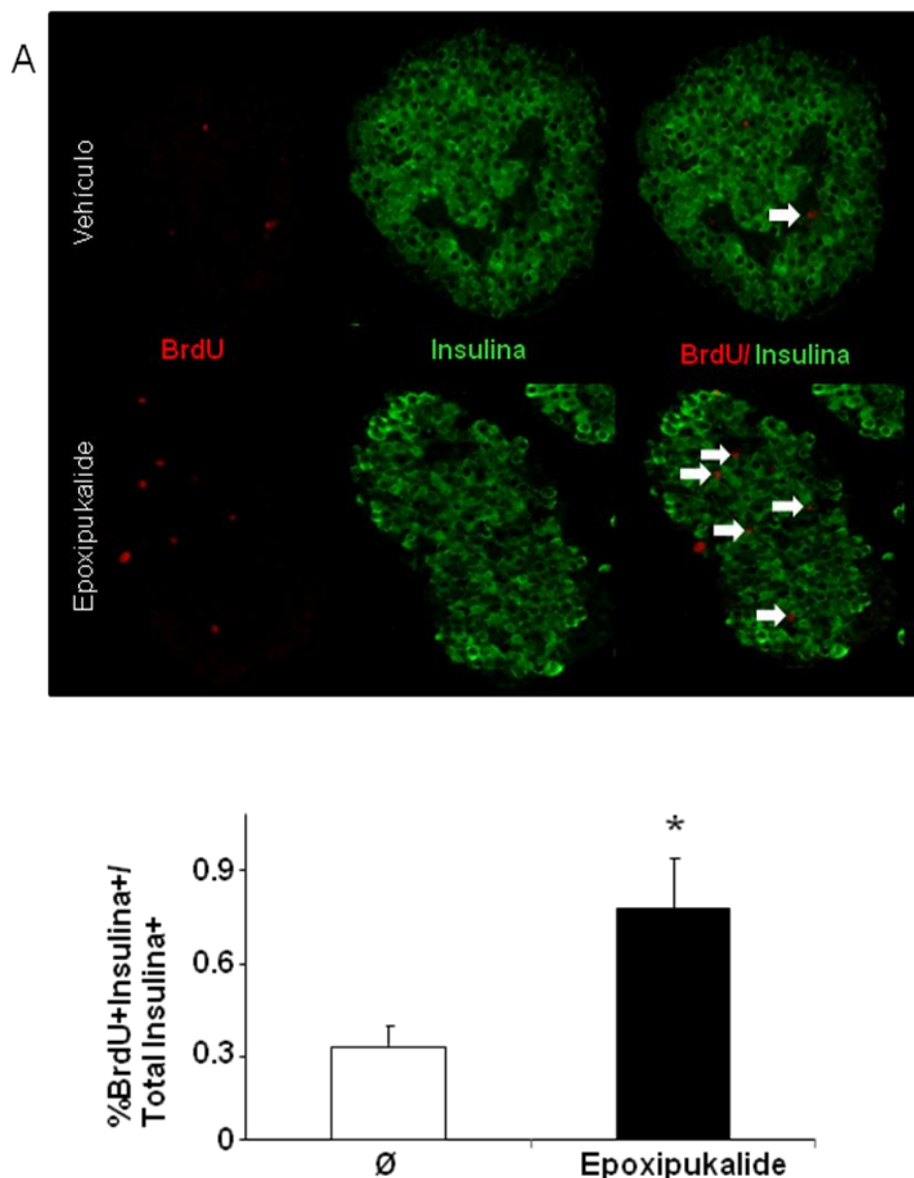 A
Vehículo
BrdU Insulina BrdU/ Insulina
Epoxipukalide
*
%BrdU+Insulina+/
Total Insulina+
0.9
0.6
0.3
0
Ø Epoxipukalide